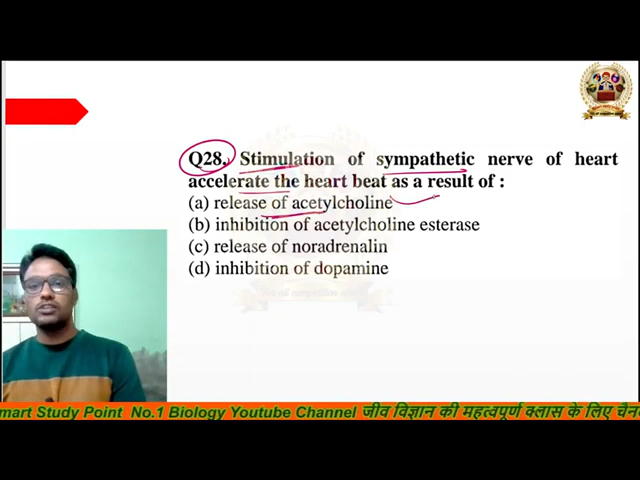 Q28. Stimulation of sympathetic nerve of heart
accelerate the heart beat as a result of :
(a) release of acetylcholine
(b) inhibition of acetylcholine esterase
(c) release of noradrenalin
(d) inhibition of dopamine
mart Study Point No.1 Biology Youtube Channel जीव विज्ञान की महत्वपूर्ण क्लास के लिए चैन